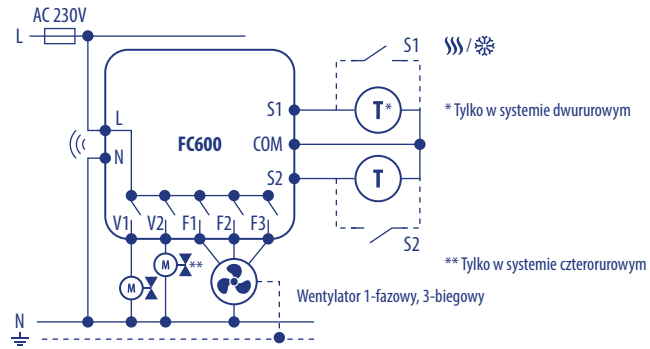 AC 230V
L
S1
/
L
S1
T*
* Tylko w systemie dwururowym
N
FC600
COM
S2
T
V1 V2 F1 F2 F3
S2
M **
M
** Tylko w systemie czterorurowym
Wentylator 1-fazowy, 3-biegowy
N